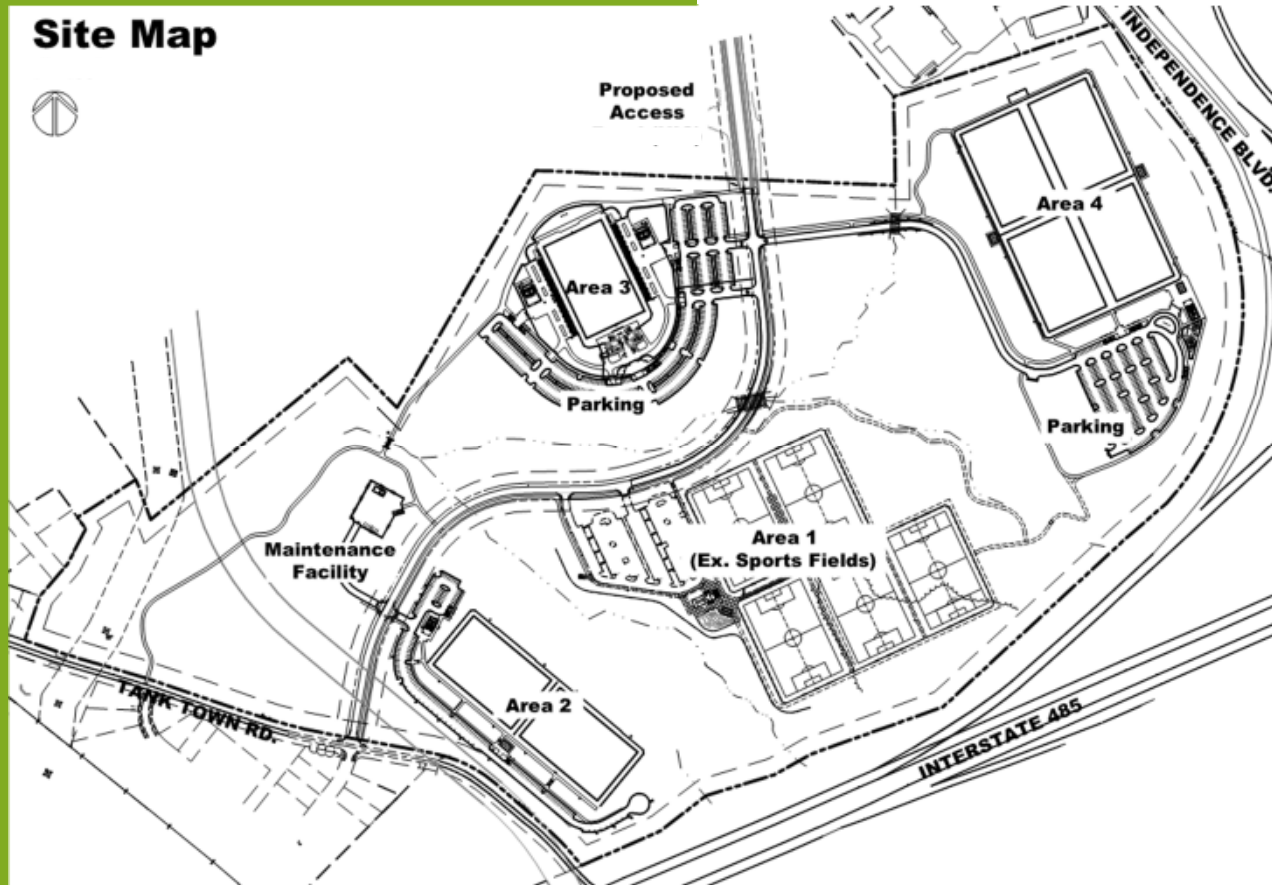 Site Map
Proposed
Access
INDEPENDENCE BLVD.
Area 4
Area 3
Parking
Parking
Area 1
(Ex. Sports Fields)
Maintenance
Facility
Area 2
TANK TOWN RD.
INTERSTATE 485